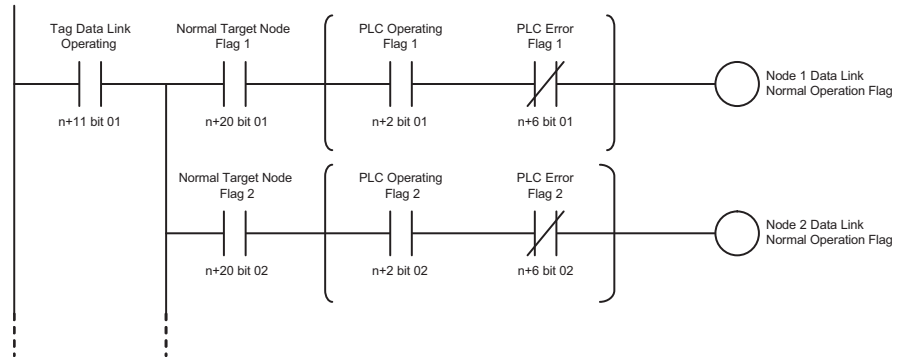 Tag Data Link
Operating
Normal Target Node
Flag 1
PLC Operating
Flag 1
PLC Error
Flag 1
Node 1 Data Link
Normal Operation Flag
n+11 bit 01
n+20 bit 01
n+2 bit 01
n+6 bit 01
Normal Target Node
Flag 2
PLC Operating
Flag 2
PLC Error
Flag 2
Node 2 Data Link
Normal Operation Flag
n+20 bit 02
n+2 bit 02
n+6 bit 02